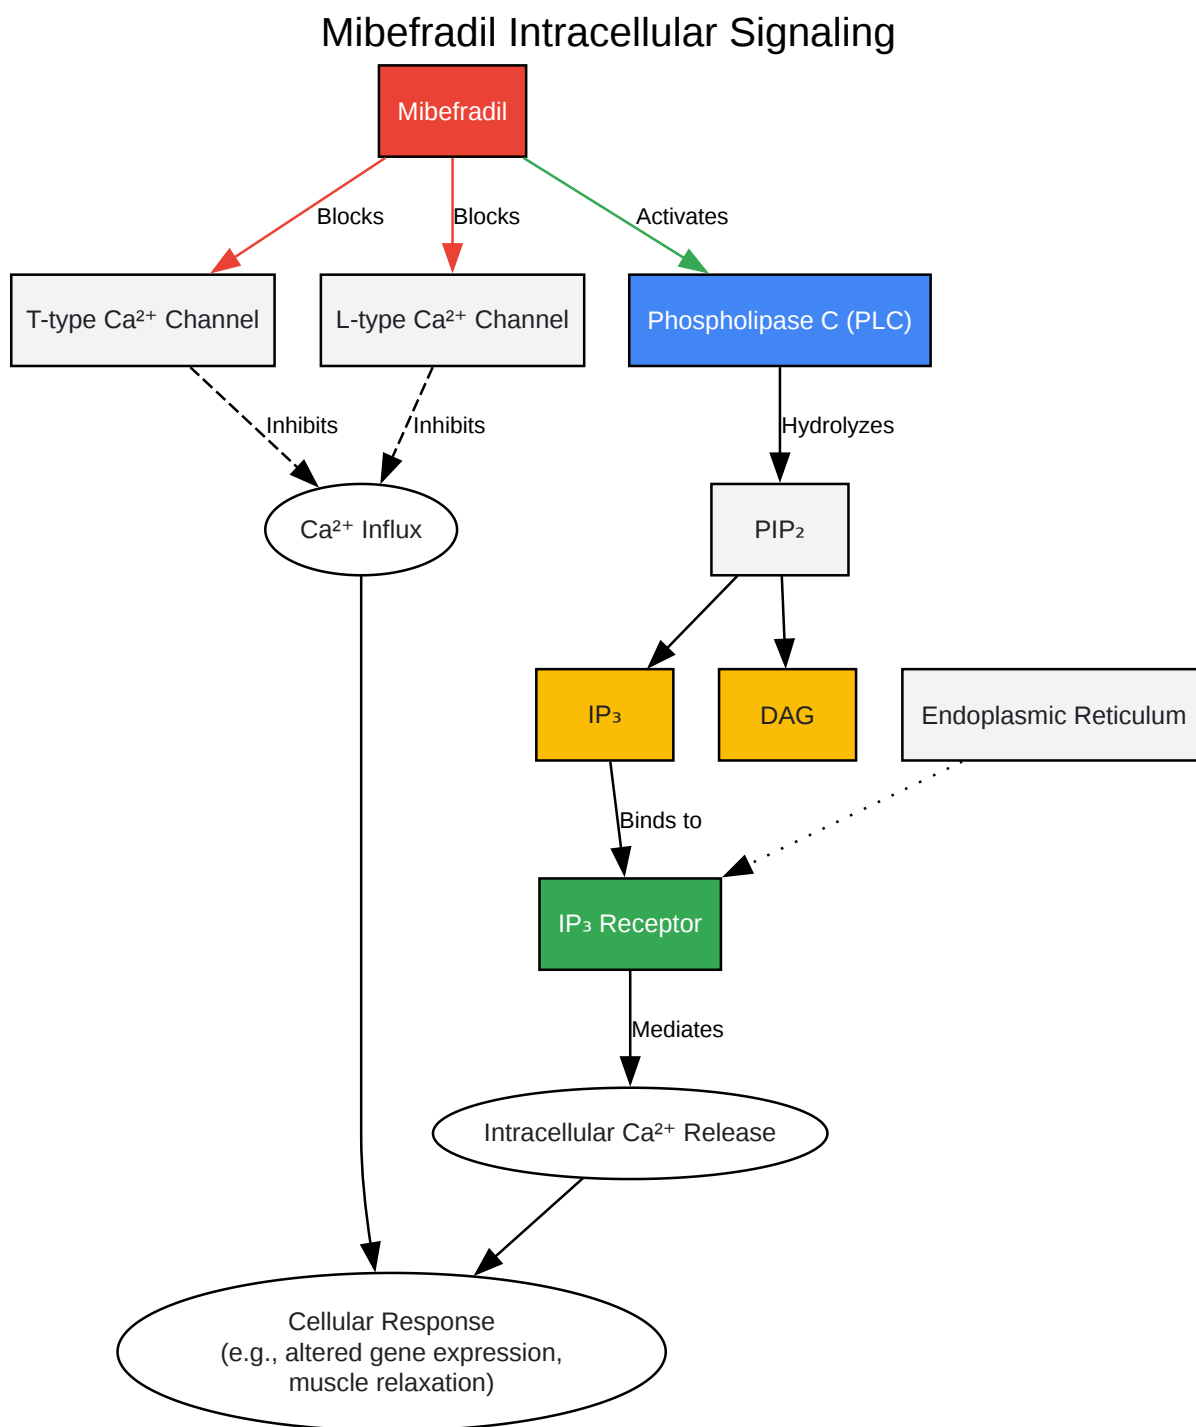 Mibefradil Intracellular Signaling
Mibefradil
Blocks
Blocks
Activates
T-type Ca²⁺ Channel
L-type Ca²⁺ Channel
Phospholipase C (PLC)
Inhibits
Inhibits
Hydrolyzes
Ca²⁺ Influx
PIP₂
IP₃
DAG
Endoplasmic Reticulum
Binds to
IP₃ Receptor
Mediates
Intracellular Ca²⁺ Release
Cellular Response
(e.g., altered gene expression,
muscle relaxation)